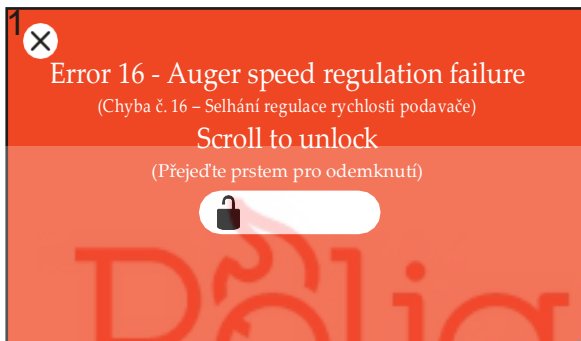 1
Error 16 - Auger speed regulation failure
(Chyba č. 16 – Selhání regulace rychlosti podavače)
Scroll to unlock
(Přejeďte prstem pro odemknutí)